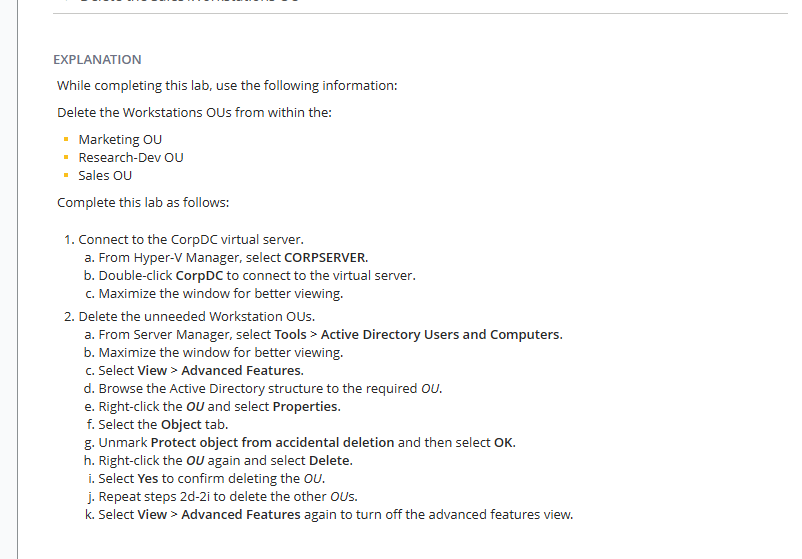 EXPLANATION
While completing this lab, use the following information:
Delete the Workstations OUs from within the:
Marketing OU
Research-Dev OU
Sales OU
Complete this lab as follows:
1. Connect to the CorpDC virtual server.
a. From Hyper-V Manager, select CORPSERVER.
b. Double-click CorpDC to connect to the virtual server.
c. Maximize the window for better viewing.
2. Delete the unneeded Workstation OUs.
a. From Server Manager, select Tools > Active Directory Users and Computers.
b. Maximize the window for better viewing.
c. Select View > Advanced Features.
d. Browse the Active Directory structure to the required OU.
e. Right-click the OU and select Properties.
f. Select the Object tab.
g. Unmark Protect object from accidental deletion and then select OK.
h. Right-click the OU again and select Delete.
i. Select Yes to confirm deleting the OU.
j. Repeat steps 2d-2i to delete the other OUs.
k. Select View > Advanced Features again to turn off the advanced features view.